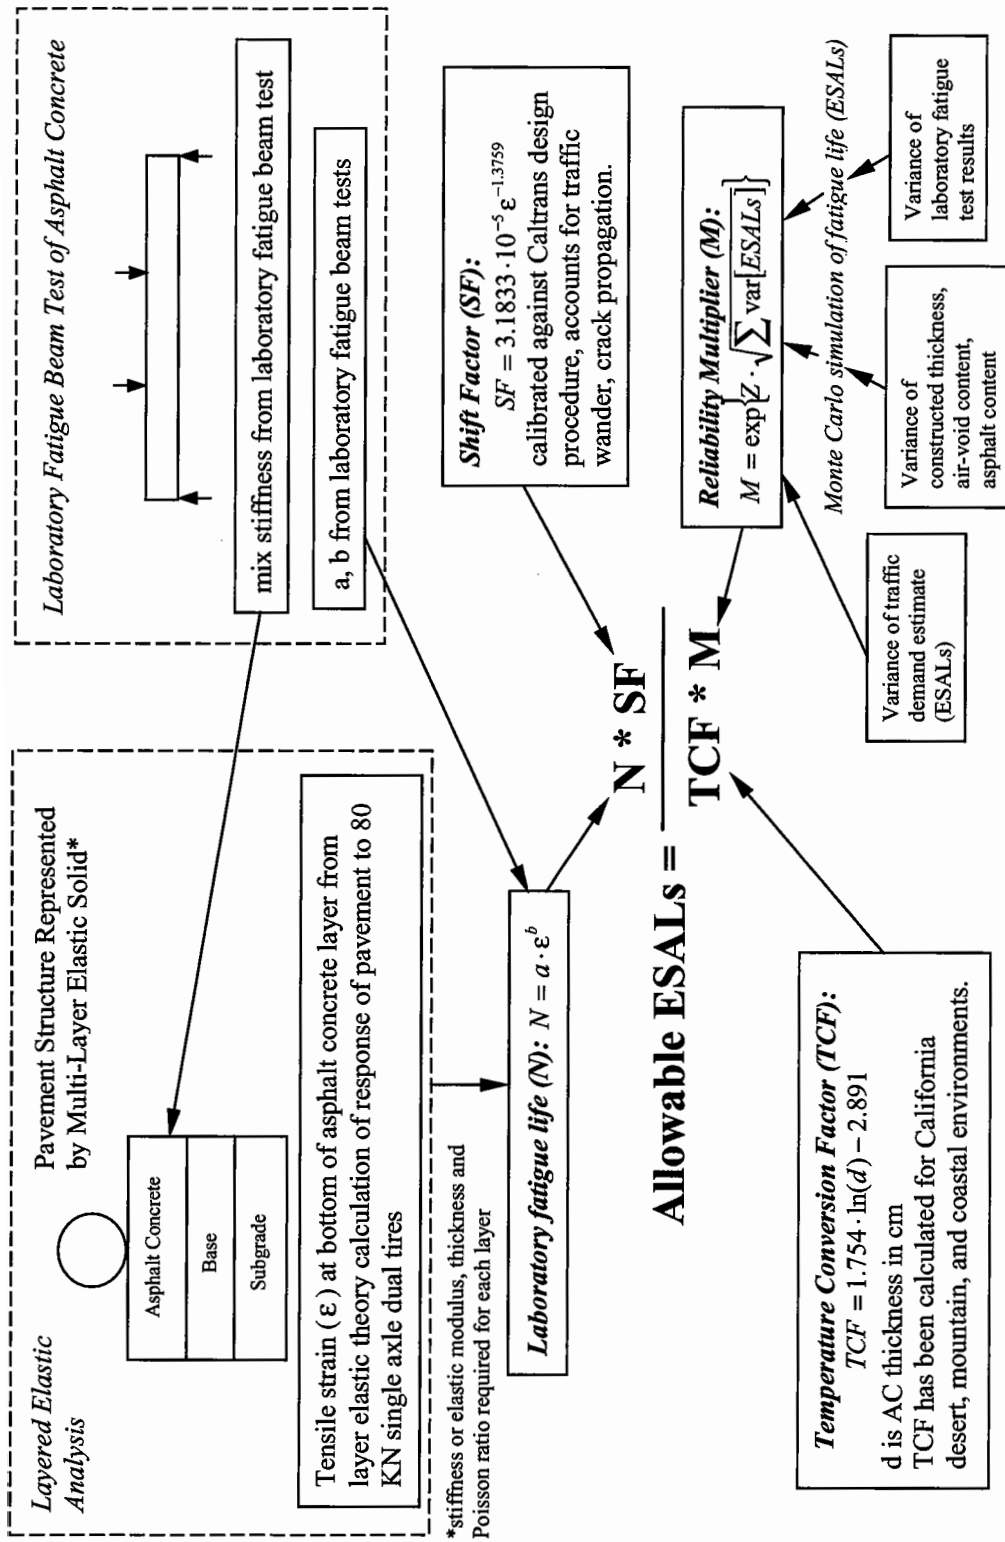 Layered Elastic
Analysis
Pavement Structure Represented
by Multi-Layer Elastic Solid*
Asphalt Concrete
Base
Subgrade
Tensile strain (ε) at bottom of asphalt concrete layer from
layer elastic theory calculation of response of pavement to 80
KN single axle dual tires
*stiffness or elastic modulus, thickness and
Poisson ratio required for each layer
Laboratory Fatigue Beam Test of Asphalt Concrete
mix stiffness from laboratory fatigue beam test
a, b from laboratory fatigue beam tests
Laboratory fatigue life (N): N = a · ε^b
Shift Factor (SF):
SF = 3.1833·10^−5 ε^−1.3759
calibrated against Caltrans design
procedure, accounts for traffic
wander, crack propagation.
N * SF
Allowable ESALs =
TCF * M
Temperature Conversion Factor (TCF):
TCF = 1.754 · ln(d) − 2.891
d is AC thickness in cm
TCF has been calculated for California
desert, mountain, and coastal environments.
Reliability Multiplier (M):
M = exp{Z · √∑ var[ESALs]}
Monte Carlo simulation of fatigue life (ESALs)
Variance of traffic
demand estimate
(ESALs)
Variance of
constructed thickness,
air-void content,
asphalt content
Variance of
laboratory fatigue
test results